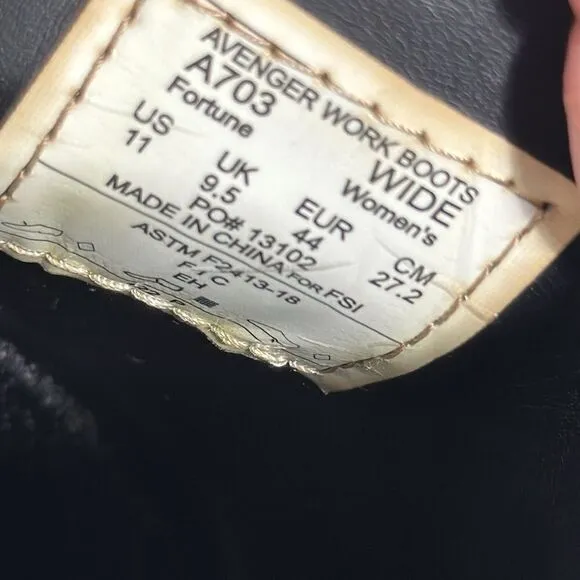 AVENGER WORK BOOTS
A703 WIDE
Fortune Women's
US UK EUR CM
11 9.5 44 27.2
PO# 13102
MADE IN CHINA FOR FSI
ASTM F2413-18
F I C
EH